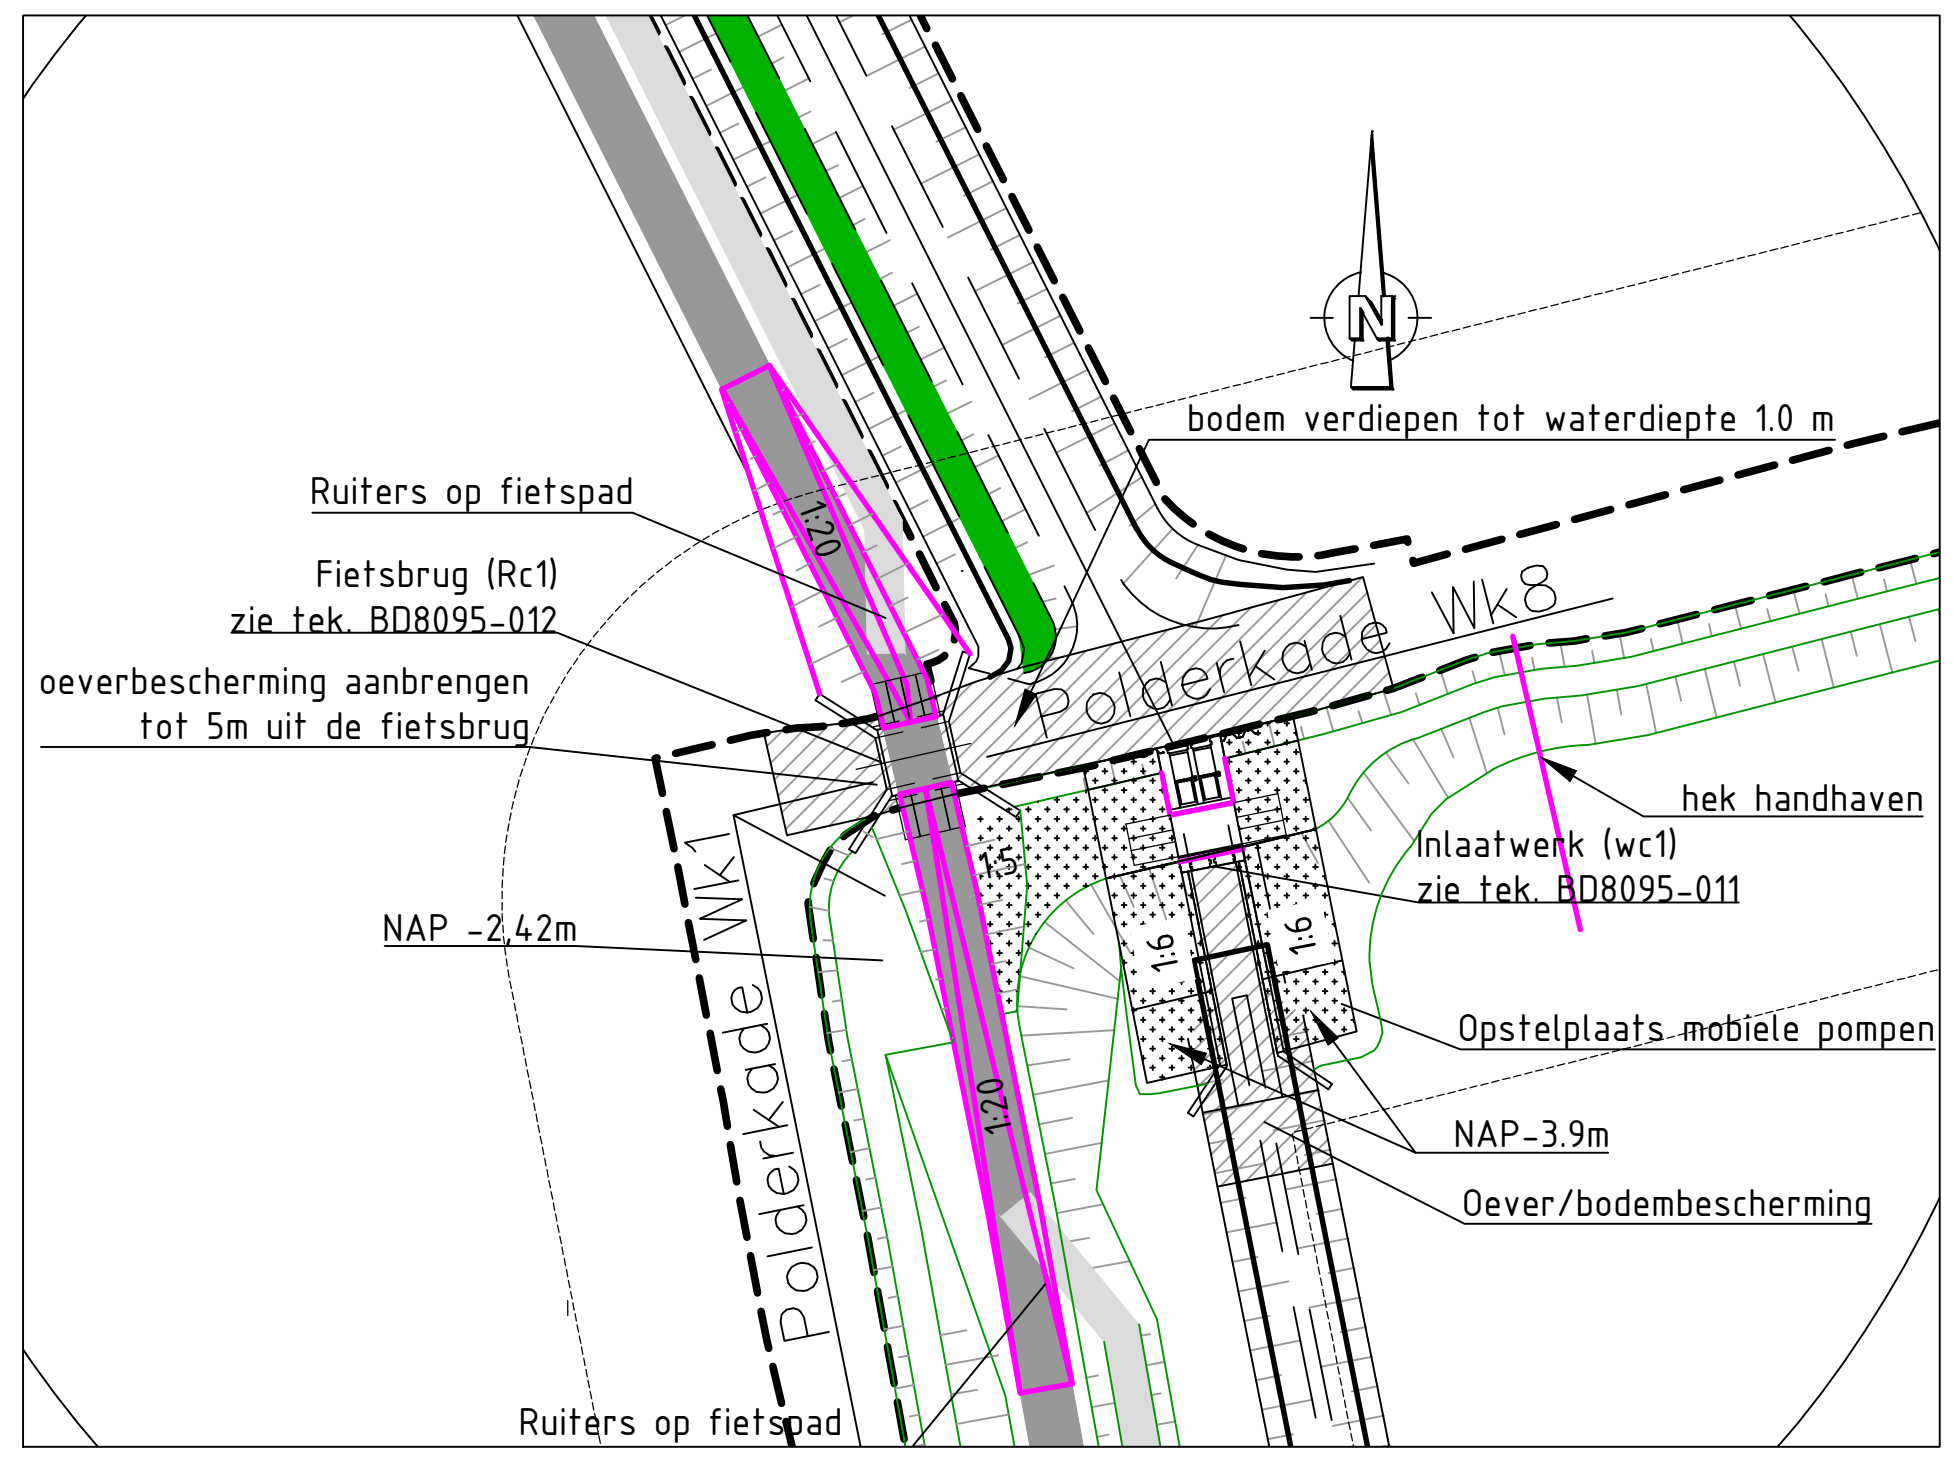 N
bodem verdiepen tot waterdiepte 1.0 m
Ruiters op fietspad
1:20
Fietsbrug (Rc1)
zie tek. BD8095-012
Wk8
Polderkade
oeverbescherming aanbrengen
tot 5m uit de fietsbrug
hek handhaven
Inlaatwerk (wc1)
zie tek. BD8095-011
1:5
Wk1
NAP -2,42m
1:6
1:6
Polderkade
Opstelplaats mobiele pompen
1:20
NAP-3.9m
Oever/bodembescherming
Ruiters op fietspad